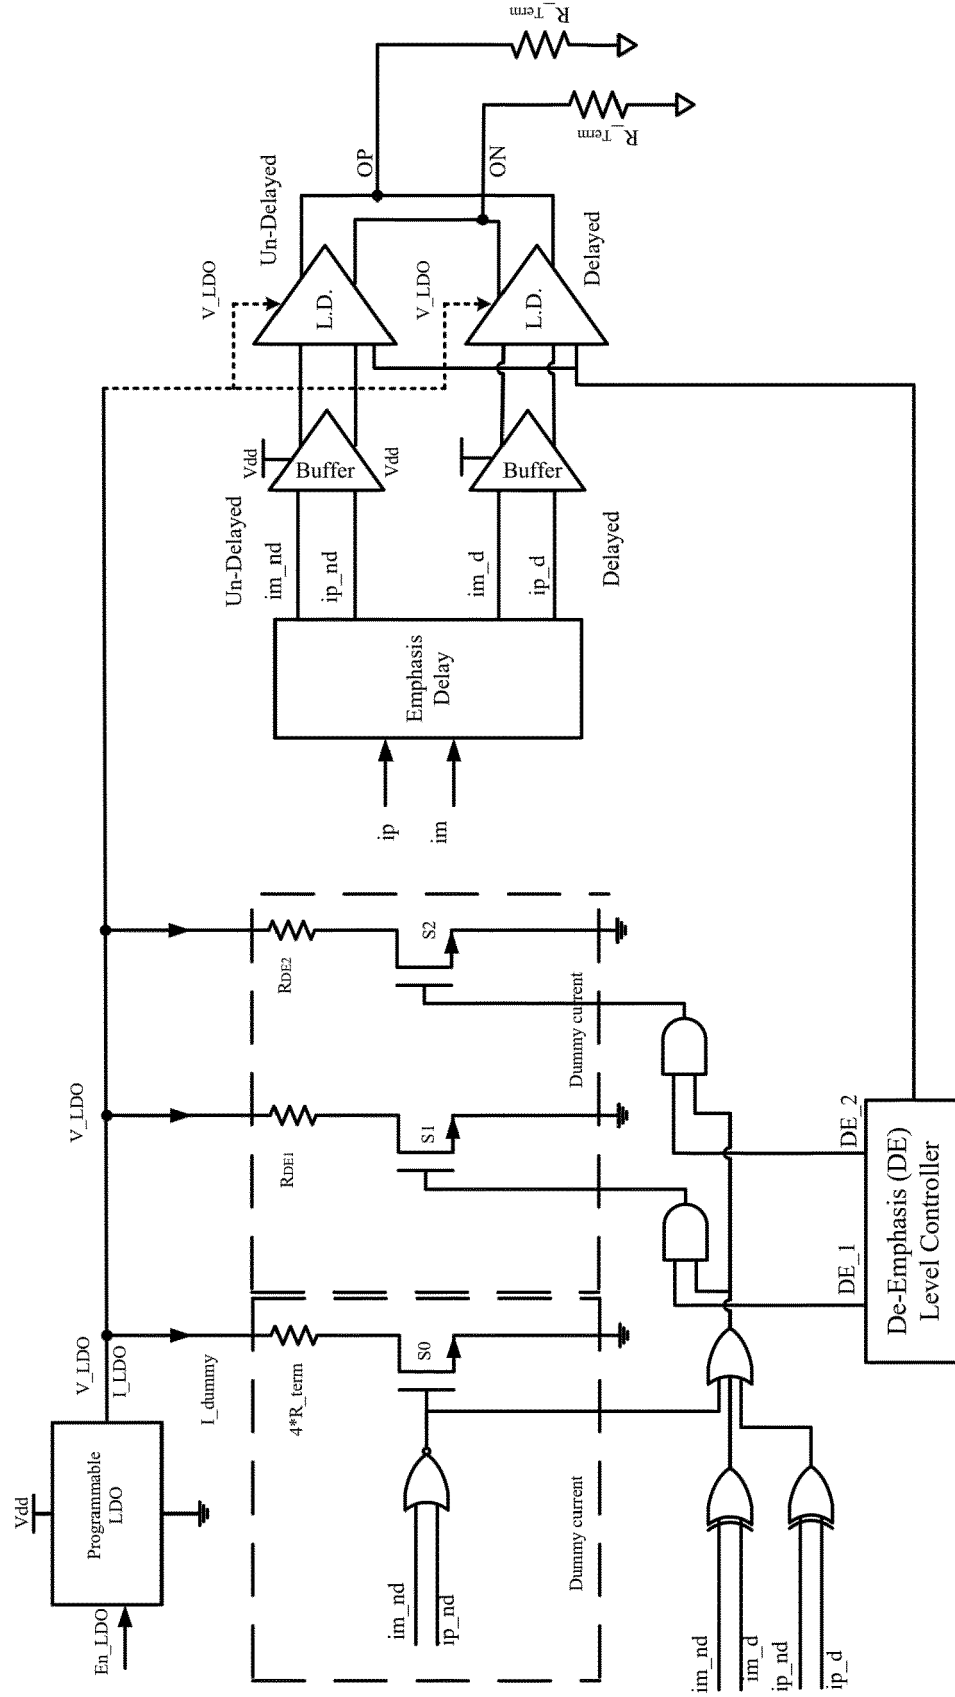 Vdd
En_LDO
Programmable
LDO
V_LDO
I_LDO
V_LDO
I_dummy
4*R_term
S0
im_nd
ip_nd
Dummy current
RDE1
S1
RDE2
S2
Dummy current
im_nd
im_d
ip_nd
ip_d
DE_1
DE_2
De-Emphasis (DE)
Level Controller
ip
im
Emphasis
Delay
Un-Delayed
im_nd
ip_nd
im_d
ip_d
Delayed
Vdd
Buffer
Vdd
Buffer
V_LDO
Un-Delayed
L.D.
V_LDO
L.D.
Delayed
OP
ON
R_Term
R_Term